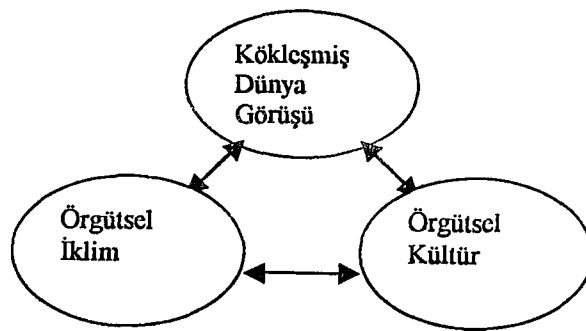 Kökleşmiş
Dünya
Görüşü
Örgütsel
İklim
Örgütsel
Kültür